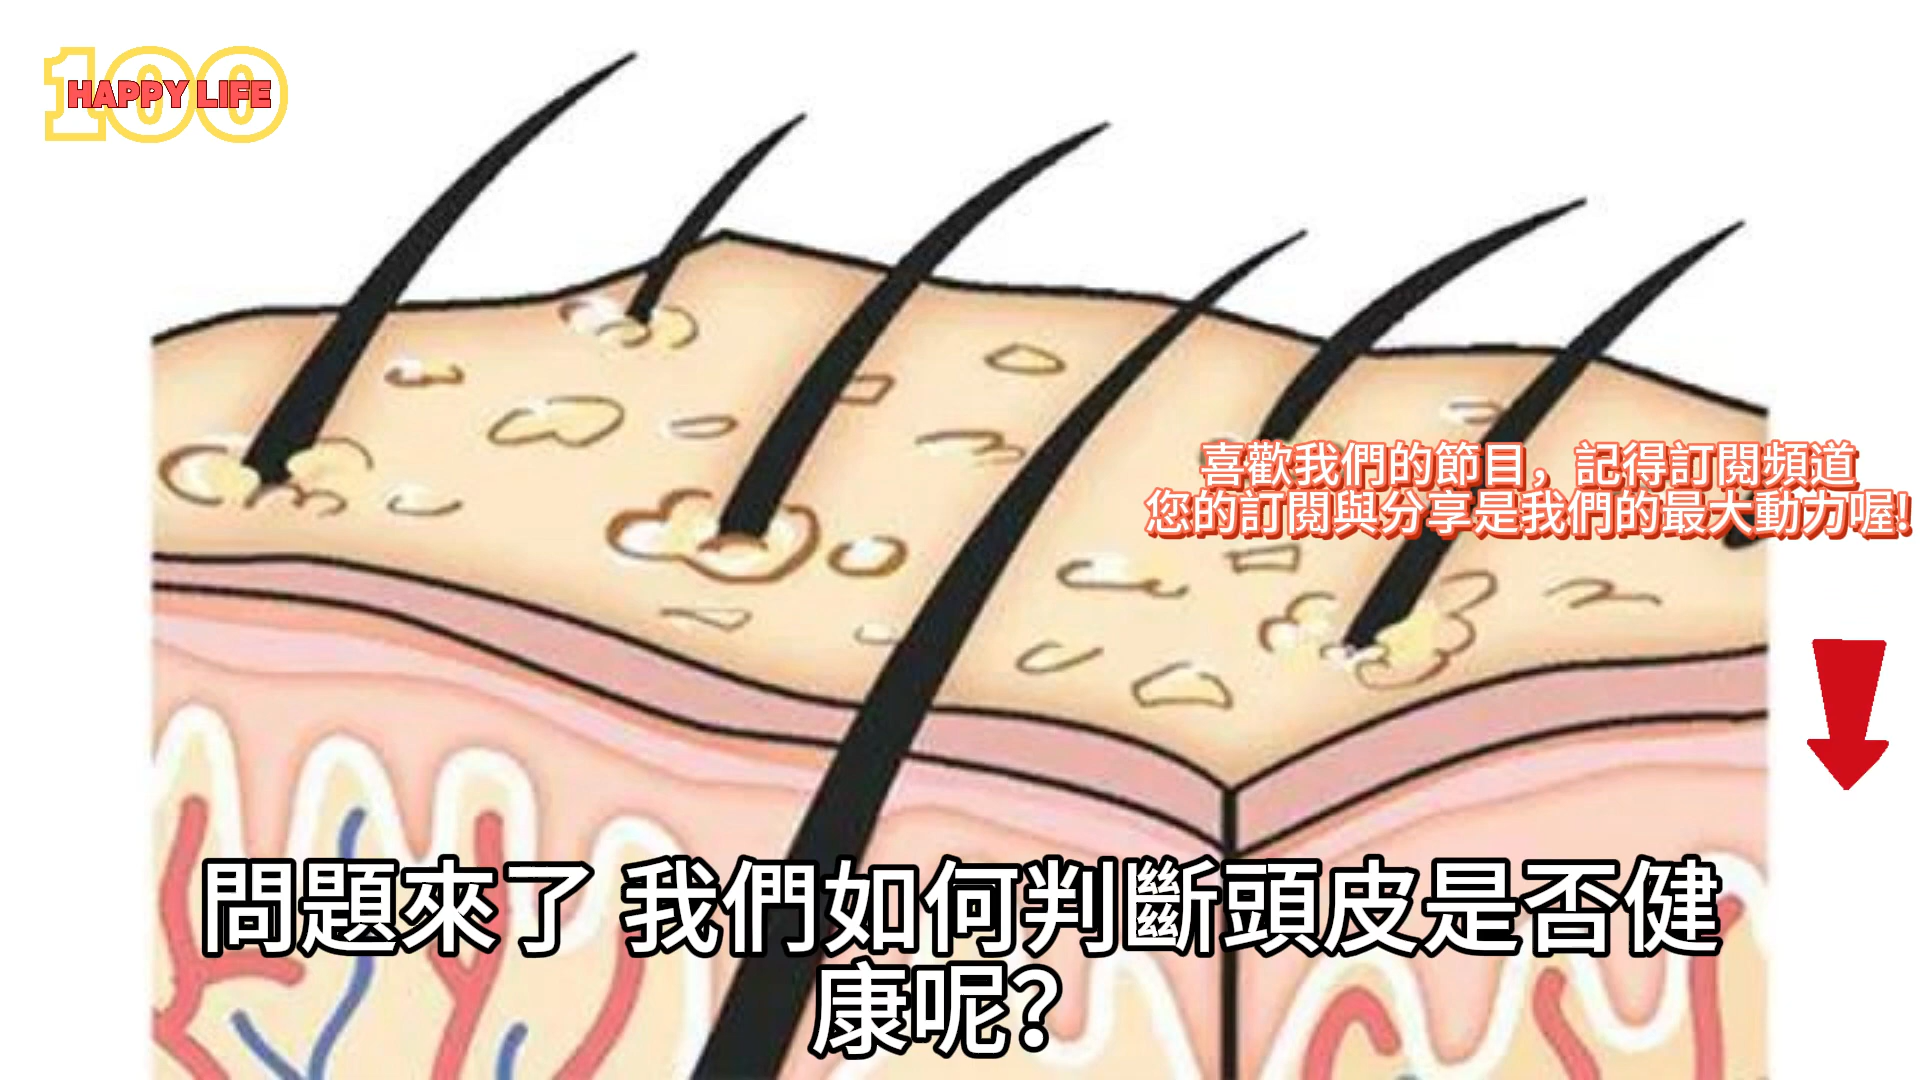 100
HAPPY LIFE
喜歡我們的節目，記得訂閱頻道
您的訂閱與分享是我們的最大動力喔!
問題來了 我們如何判斷頭皮是否健
康呢？